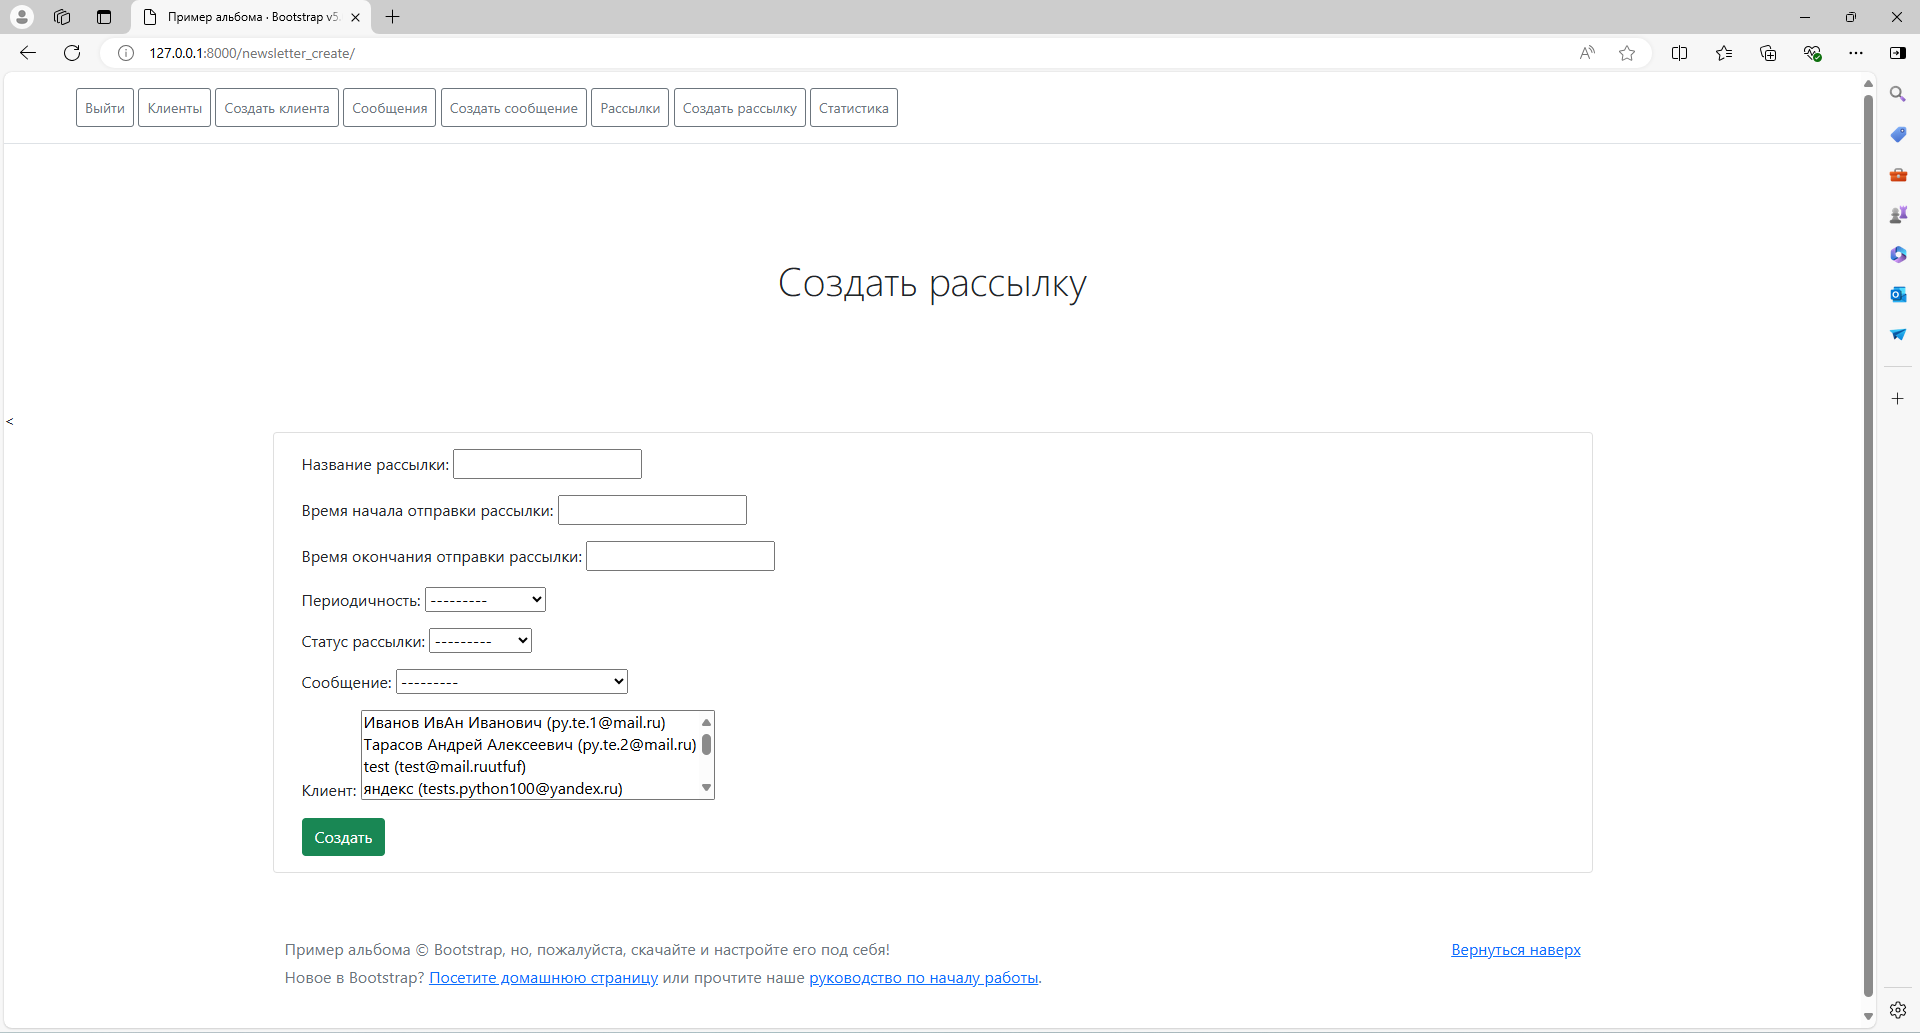 Пример альбома · Bootstrap v5.
127.0.0.1:8000/newsletter_create/
Выйти Клиенты Создать клиента Сообщения Создать сообщение Рассылки Создать рассылку Статистика
Создать рассылку
<
Название рассылки:
Время начала отправки рассылки:
Время окончания отправки рассылки:
Периодичность: ---------
Статус рассылки: ---------
Сообщение: ---------
Иванов ИвАн Иванович (py.te.1@mail.ru)
Тарасов Андрей Алексеевич (py.te.2@mail.ru)
test (test@mail.ruutfuf)
яндекс (tests.python100@yandex.ru)
Клиент:
Создать
Пример альбома © Bootstrap, но, пожалуйста, скачайте и настройте его под себя! Вернуться наверх
Новое в Bootstrap? Посетите домашнюю страницу или прочтите наше руководство по началу работы.